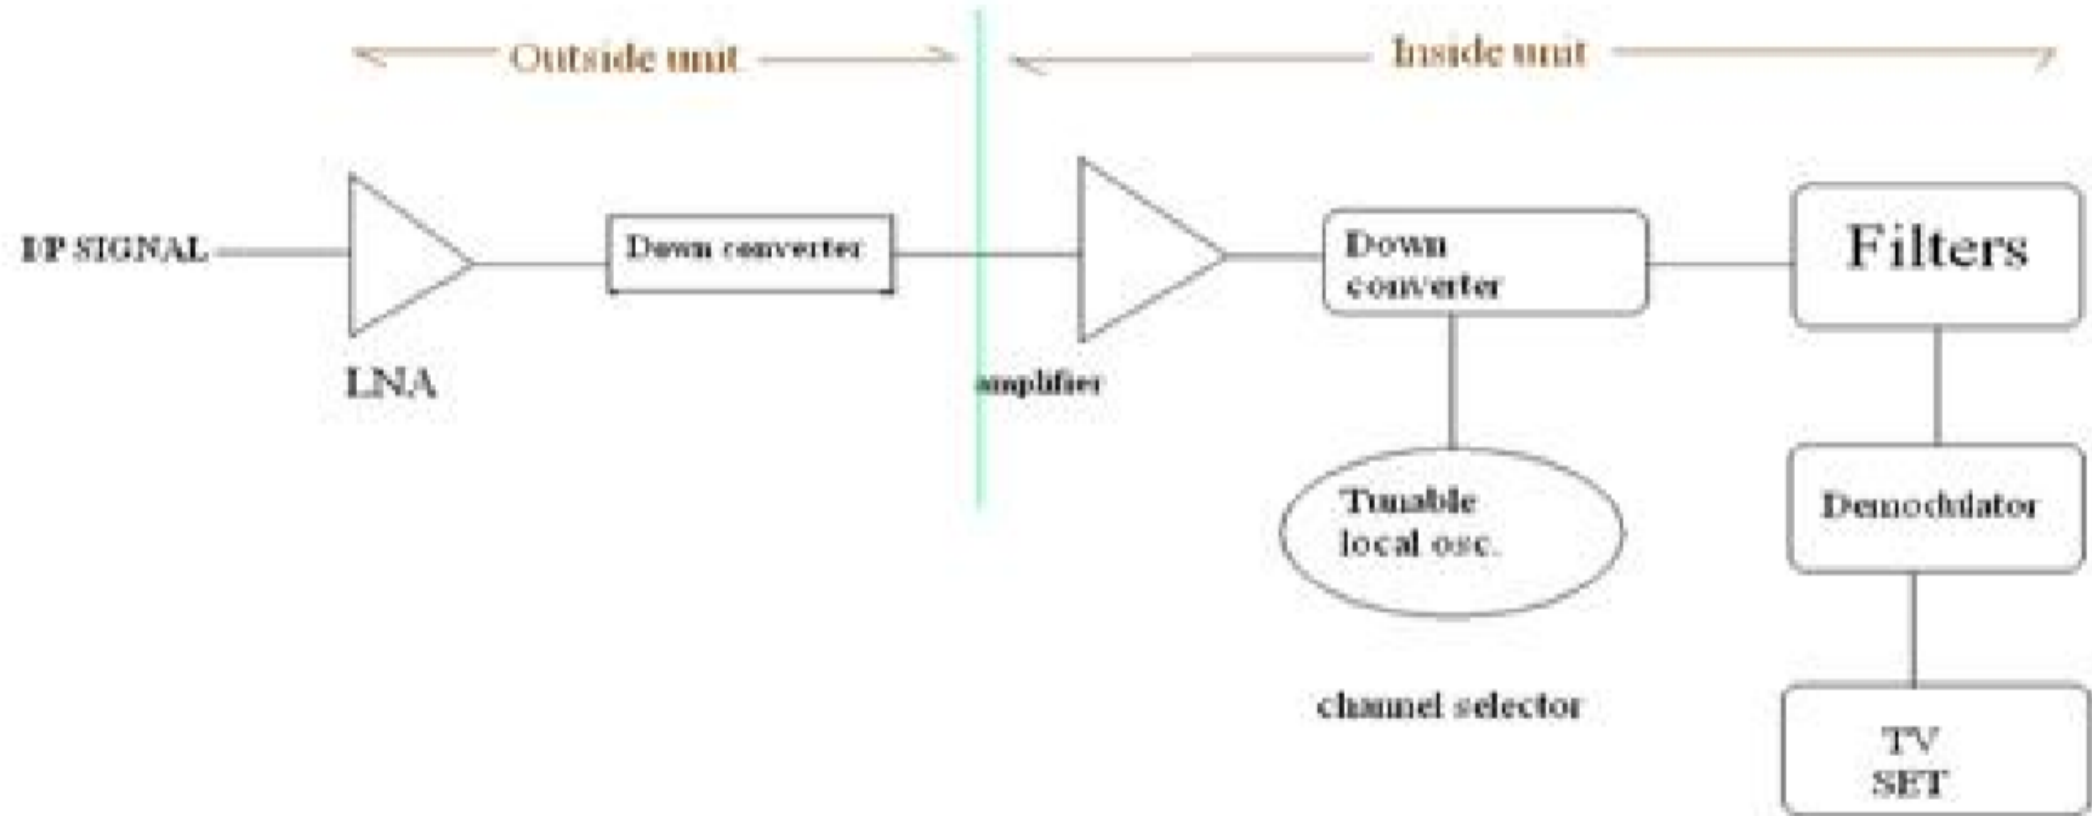 Outside unit
Inside unit
I/P SIGNAL
LNA
Down converter
amplifier
Down
converter
Filters
Tunable
local osc.
channel selector
Demodulator
TV
SET